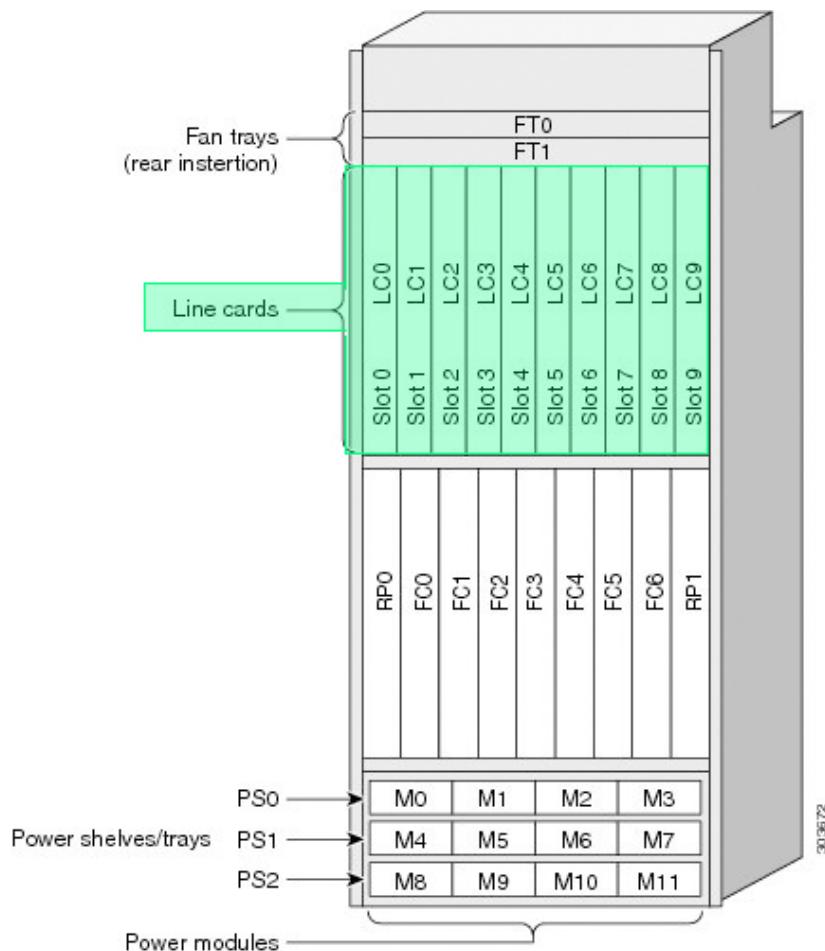 FT0
Fan trays
(rear instertion)
FT1
LC0 LC1 LC2 LC3 LC4 LC5 LC6 LC7 LC8 LC9
Line cards
Slot 0 Slot 1 Slot 2 Slot 3 Slot 4 Slot 5 Slot 6 Slot 7 Slot 8 Slot 9
RP0 FC0 FC1 FC2 FC3 FC4 FC5 FC6 RP1
PS0 M0 M1 M2 M3
Power shelves/trays PS1 M4 M5 M6 M7
PS2 M8 M9 M10 M11
Power modules
303672